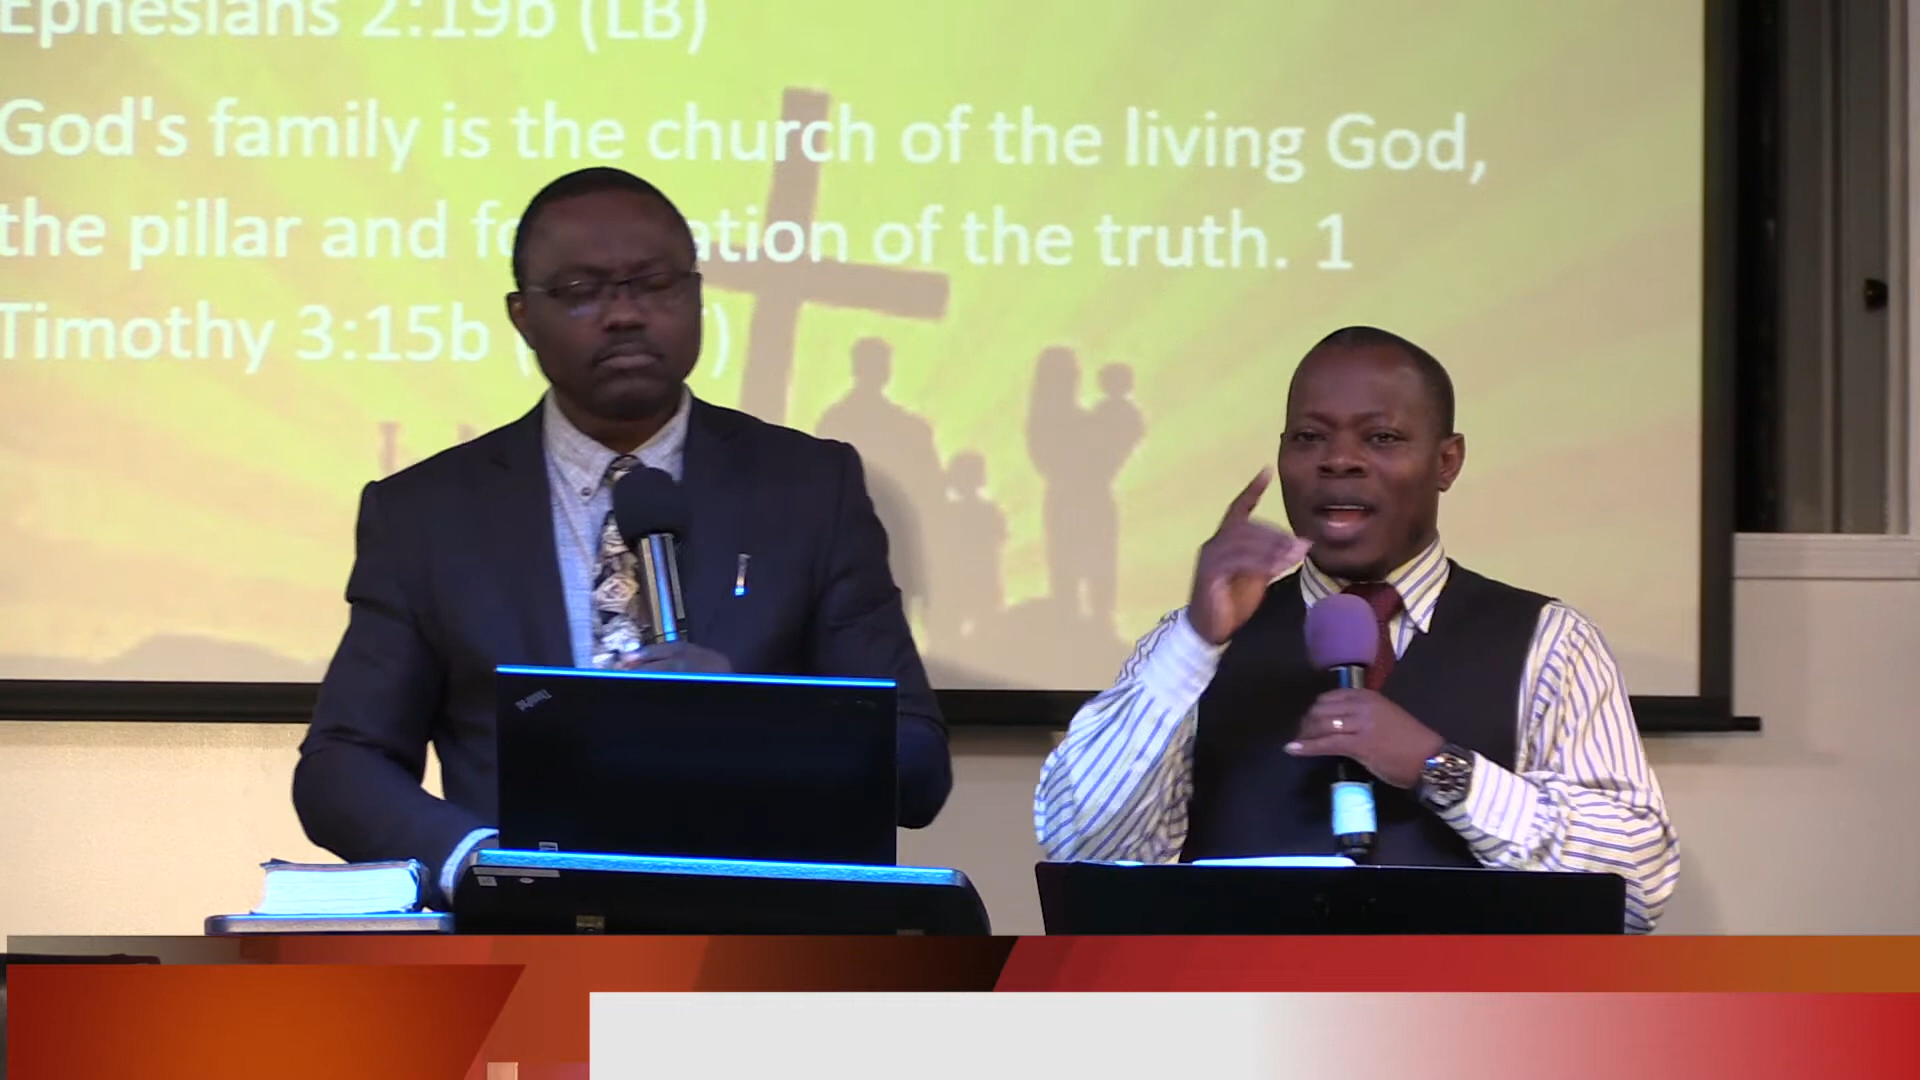 Ephesians 2:19b (LB)
God's family is the church of the living God,
the pillar and fo ation of the truth. 1
Timothy 3:15b ( )
ThinkPad